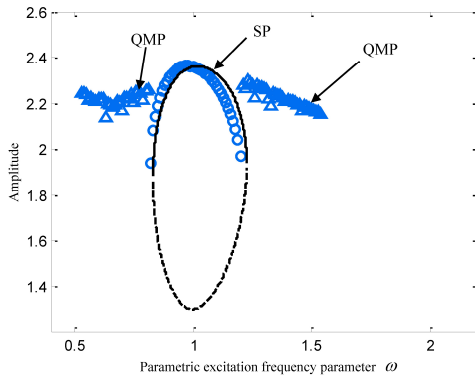 SP
QMP
QMP
2.6
2.4
2.2
2
1.8
1.6
1.4
Amplitude
0.5
1
1.5
2
Parametric excitation frequency parameter ω